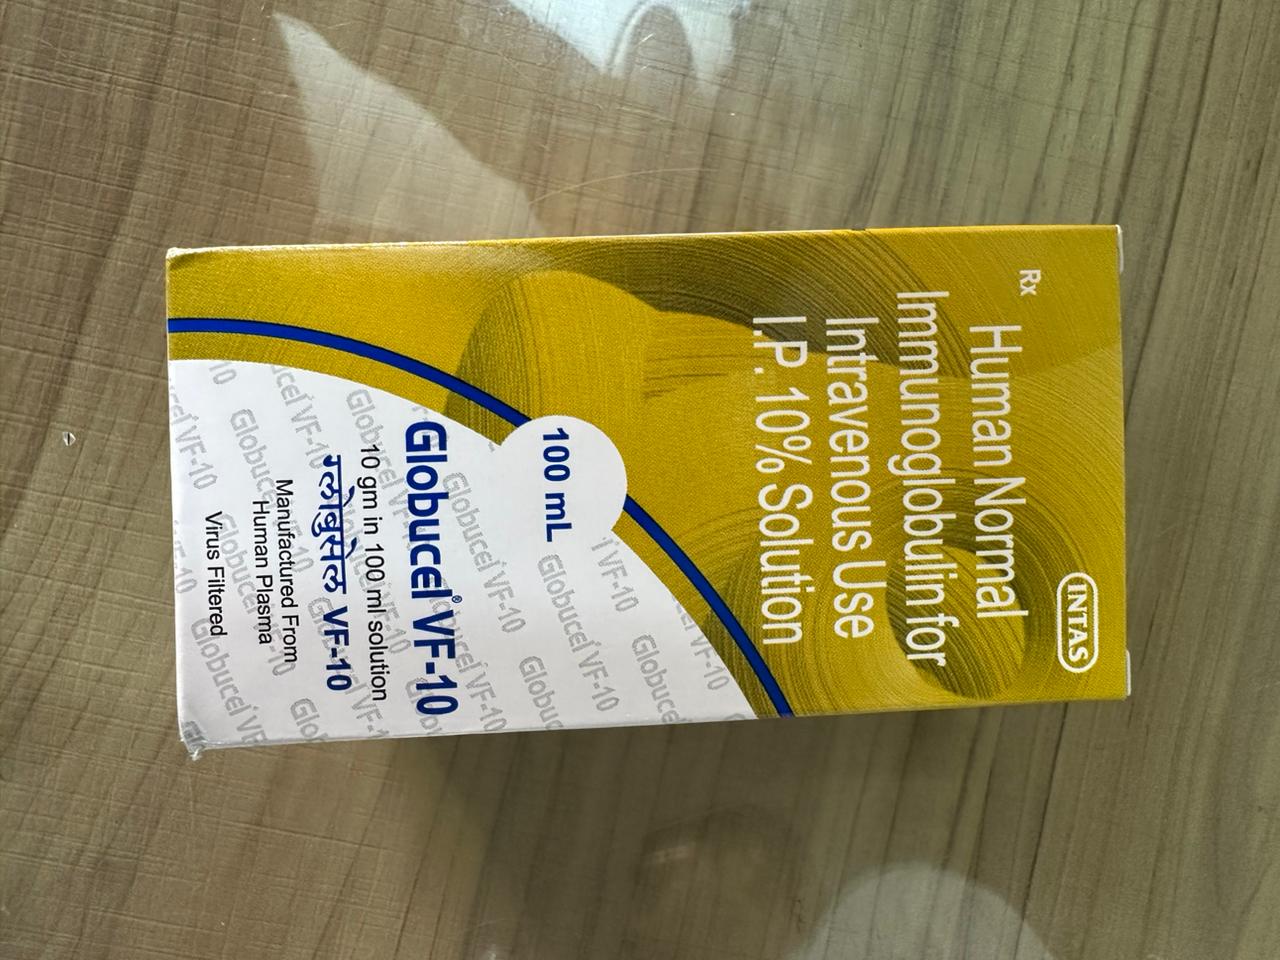 Rx
INTAS
Human Normal
Immunoglobulin for
Intravenous Use
I.P. 10% Solution
100 mL
Globucel® VF-10
10 gm in 100 ml solution
ग्लोबुसेल VF-10
Manufactured From
Human Plasma
Virus Filtered